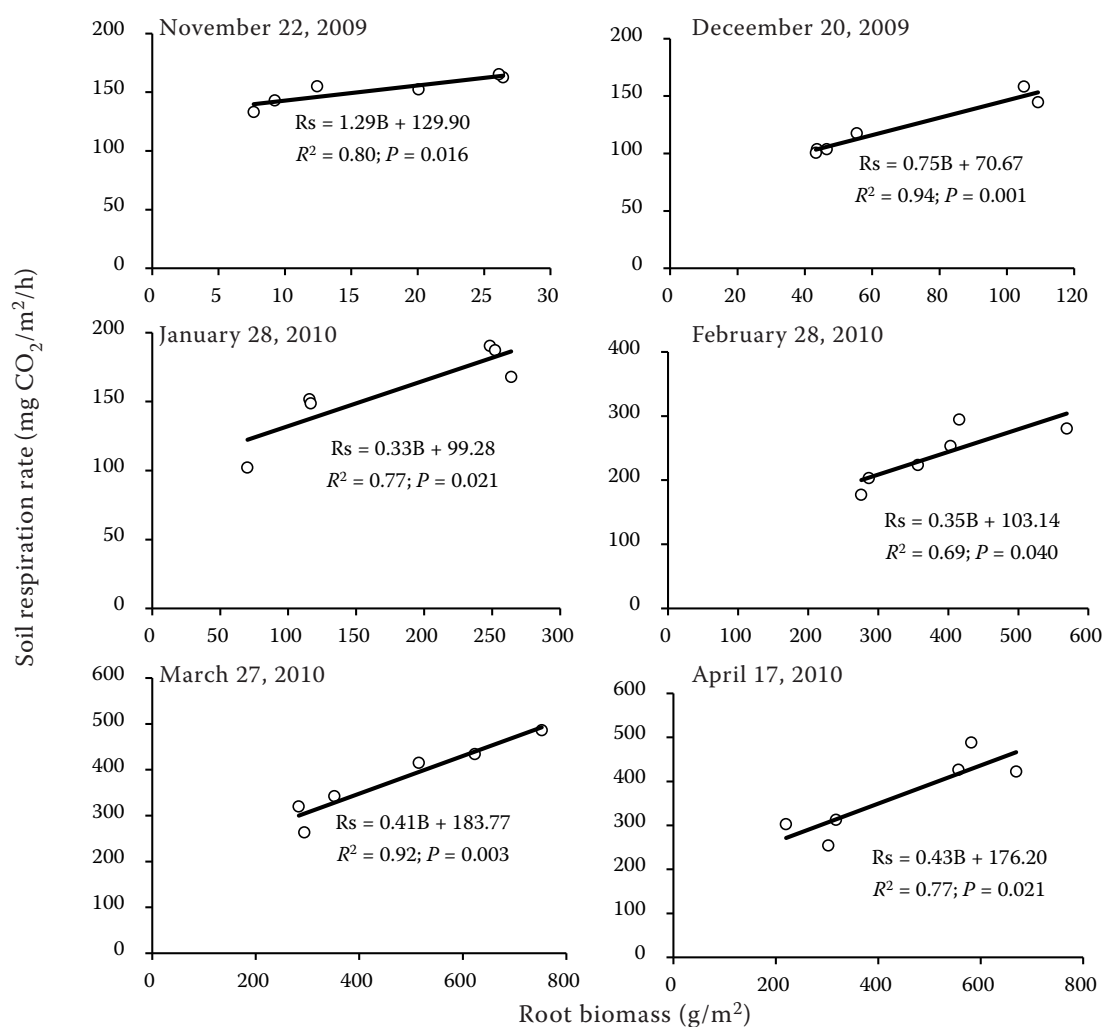 Soil respiration rate (mg CO₂/m²/h)
November 22, 2009
200
150
100
50
0
0 5 10 15 20 25 30
Rs = 1.29B + 129.90
R² = 0.80; P = 0.016
Deceember 20, 2009
200
150
100
50
0
0 20 40 60 80 100 120
Rs = 0.75B + 70.67
R² = 0.94; P = 0.001
January 28, 2010
200
150
100
50
0
0 50 100 150 200 250 300
Rs = 0.33B + 99.28
R² = 0.77; P = 0.021
February 28, 2010
400
300
200
100
0
0 100 200 300 400 500 600
Rs = 0.35B + 103.14
R² = 0.69; P = 0.040
March 27, 2010
600
500
400
300
200
100
0
0 200 400 600 800
Rs = 0.41B + 183.77
R² = 0.92; P = 0.003
April 17, 2010
600
500
400
300
200
100
0
0 200 400 600 800
Rs = 0.43B + 176.20
R² = 0.77; P = 0.021
Root biomass (g/m²)